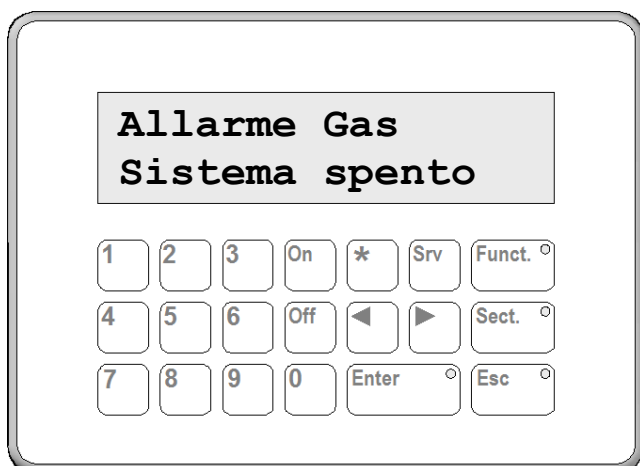 Allarme Gas
Sistema spento
1 2 3 On * Srv Funct.
4 5 6 Off ◀ ▶ Sect.
7 8 9 0 Enter Esc